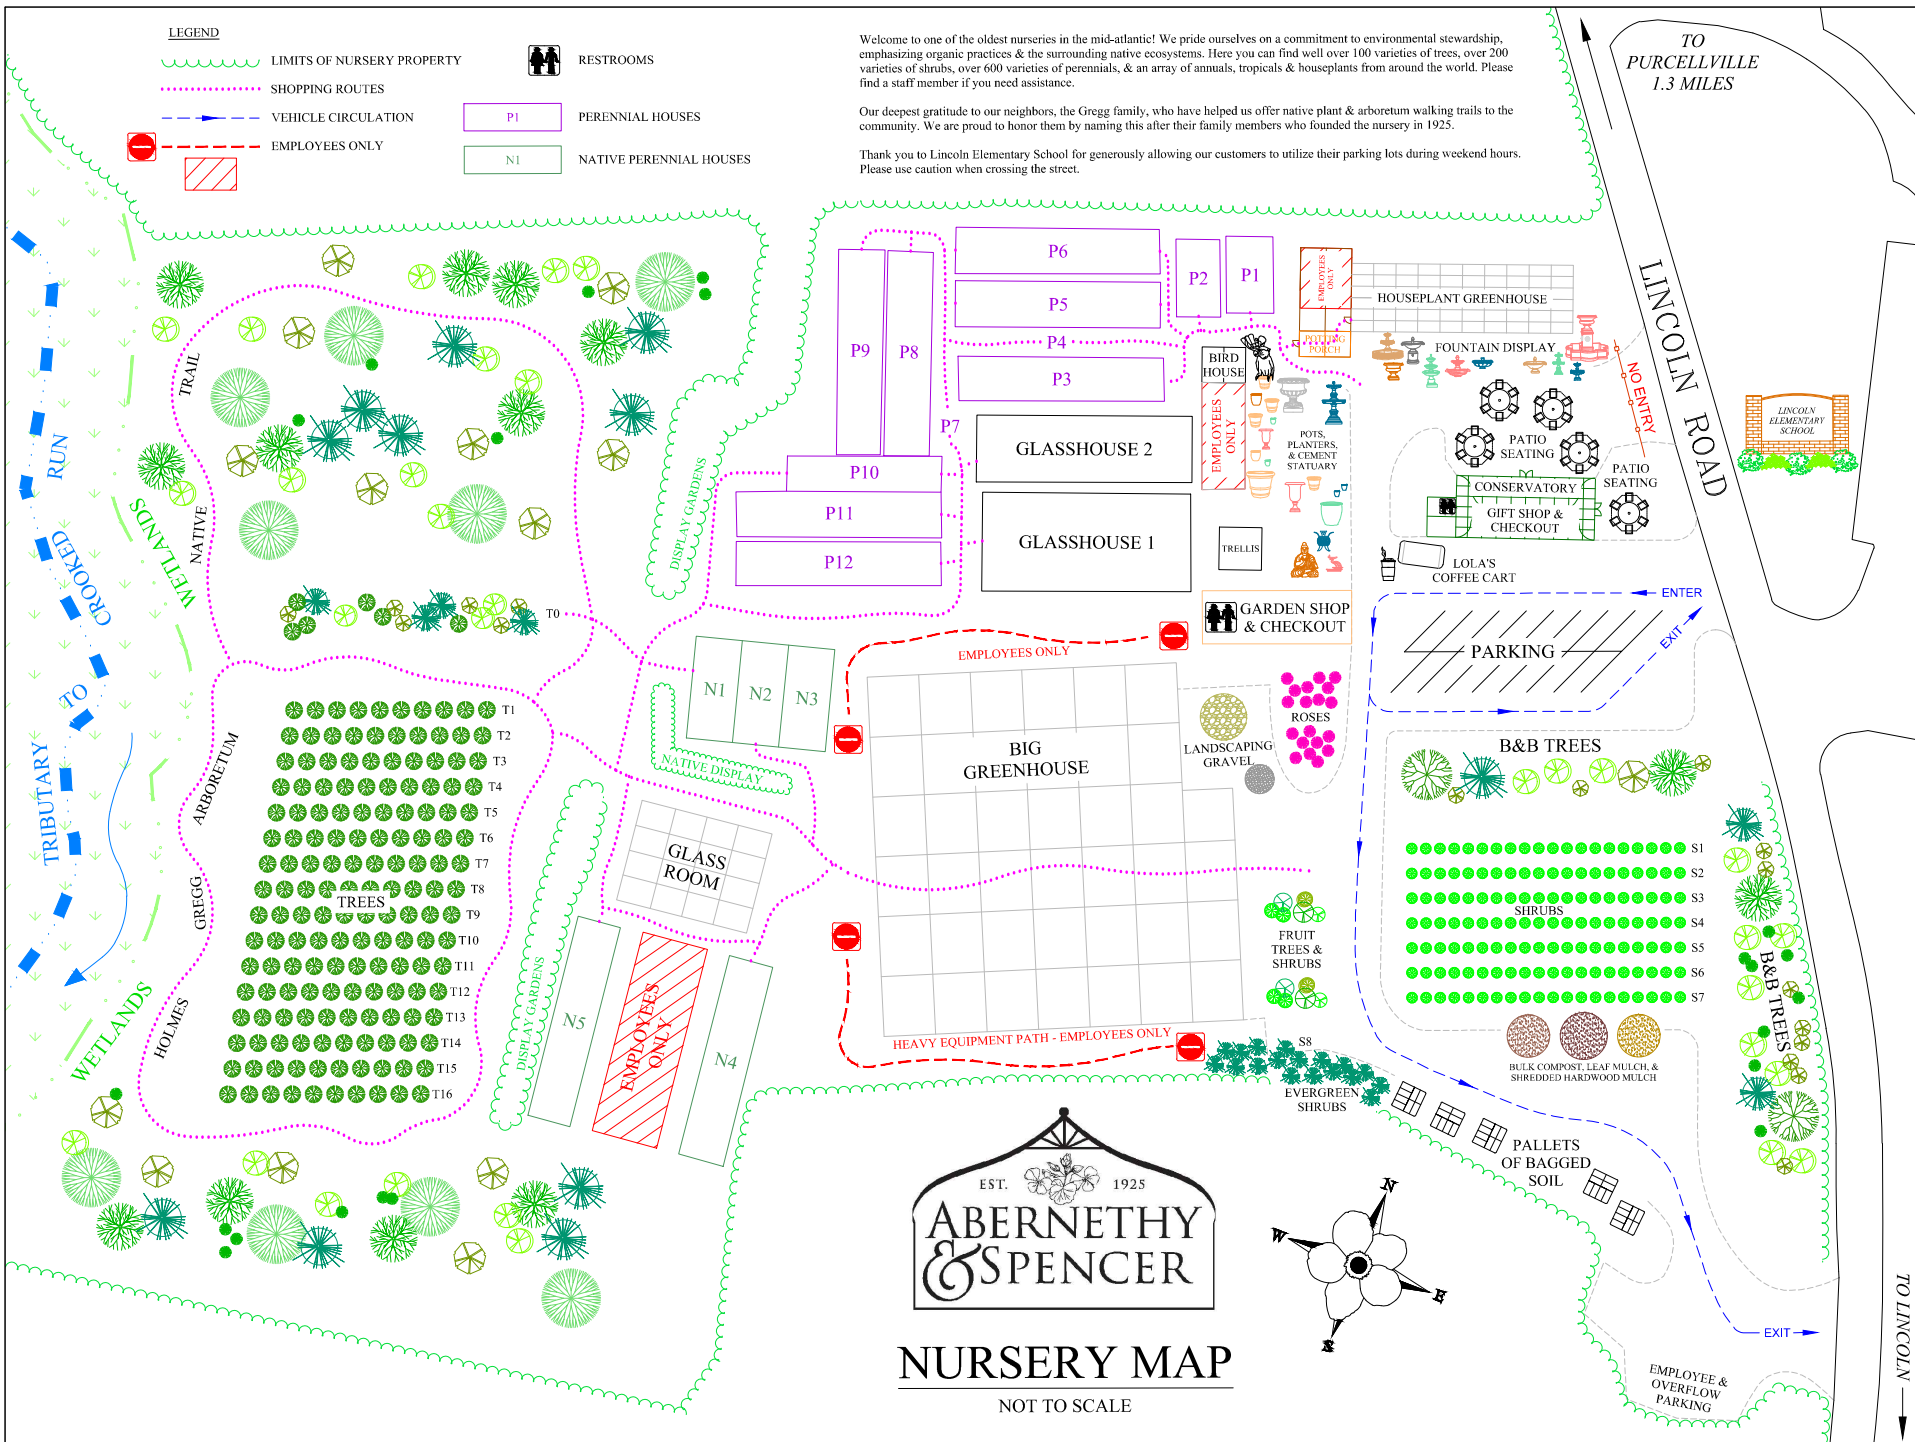 LEGEND
LIMITS OF NURSERY PROPERTY
SHOPPING ROUTES
VEHICLE CIRCULATION
EMPLOYEES ONLY
RESTROOMS
P1
PERENNIAL HOUSES
N1
NATIVE PERENNIAL HOUSES
Welcome to one of the oldest nurseries in the mid-atlantic! We pride ourselves on a commitment to environmental stewardship,
emphasizing organic practices & the surrounding native ecosystems. Here you can find well over 100 varieties of trees, over 200
varieties of shrubs, over 600 varieties of perennials, & an array of annuals, tropicals & houseplants from around the world. Please
find a staff member if you need assistance.
Our deepest gratitude to our neighbors, the Gregg family, who have helped us offer native plant & arboretum walking trails to the
community. We are proud to honor them by naming this after their family members who founded the nursery in 1925.
Thank you to Lincoln Elementary School for generously allowing our customers to utilize their parking lots during weekend hours.
Please use caution when crossing the street.
TO
PURCELLVILLE
1.3 MILES
LINCOLN ROAD
LINCOLN
ELEMENTARY
SCHOOL
P6
P5
P4
P3
P2
P1
P9
P8
P7
P10
P11
P12
EMPLOYEES
ONLY
POTTING
PORCH
HOUSEPLANT GREENHOUSE
FOUNTAIN DISPLAY
NO ENTRY
BIRD
HOUSE
EMPLOYEES
ONLY
POTS,
PLANTERS,
& CEMENT
STATUARY
PATIO
SEATING
PATIO
SEATING
CONSERVATORY
GIFT SHOP &
CHECKOUT
GLASSHOUSE 2
GLASSHOUSE 1
TRELLIS
LOLA'S
COFFEE CART
GARDEN SHOP
& CHECKOUT
ENTER
EXIT
PARKING
DISPLAY GARDENS
TRAIL
NATIVE
ARBORETUM
GREGG
HOLMES
WETLANDS
WETLANDS
TRIBUTARY
TO
CROOKED
RUN
T0
T1
T2
T3
T4
T5
T6
T7
T8
TREES
T9
T10
T11
T12
T13
T14
T15
T16
N1
N2
N3
NATIVE DISPLAY
EMPLOYEES ONLY
BIG
GREENHOUSE
LANDSCAPING
GRAVEL
ROSES
B&B TREES
GLASS
ROOM
DISPLAY GARDENS
N5
EMPLOYEES
ONLY
N4
HEAVY EQUIPMENT PATH - EMPLOYEES ONLY
FRUIT
TREES &
SHRUBS
S1
S2
S3
SHRUBS
S4
S5
S6
S7
B&B TREES
BULK COMPOST, LEAF MULCH, &
SHREDDED HARDWOOD MULCH
S8
EVERGREEN
SHRUBS
PALLETS
OF BAGGED
SOIL
EXIT
EMPLOYEE &
OVERFLOW
PARKING
TO LINCOLN
N
W
E
S
EST. 1925
ABERNETHY
& SPENCER
NURSERY MAP
NOT TO SCALE